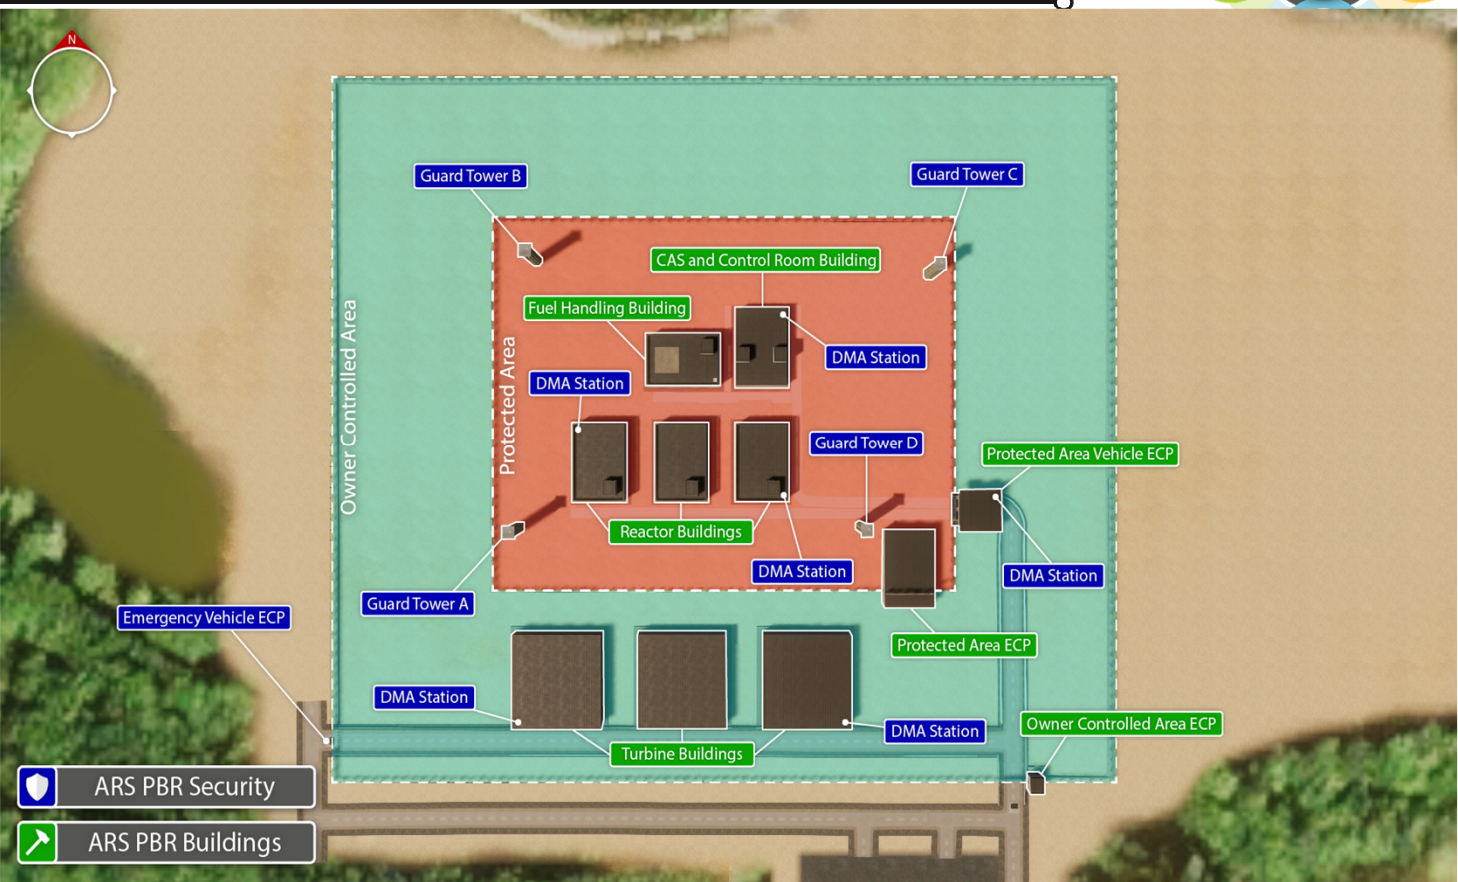 N
Guard Tower B
Guard Tower C
CAS and Control Room Building
Fuel Handling Building
DMA Station
DMA Station
Owner Controlled Area
Protected Area
Guard Tower D
Protected Area Vehicle ECP
Reactor Buildings
DMA Station
DMA Station
Guard Tower A
Emergency Vehicle ECP
Protected Area ECP
DMA Station
DMA Station
Owner Controlled Area ECP
Turbine Buildings
ARS PBR Security
ARS PBR Buildings